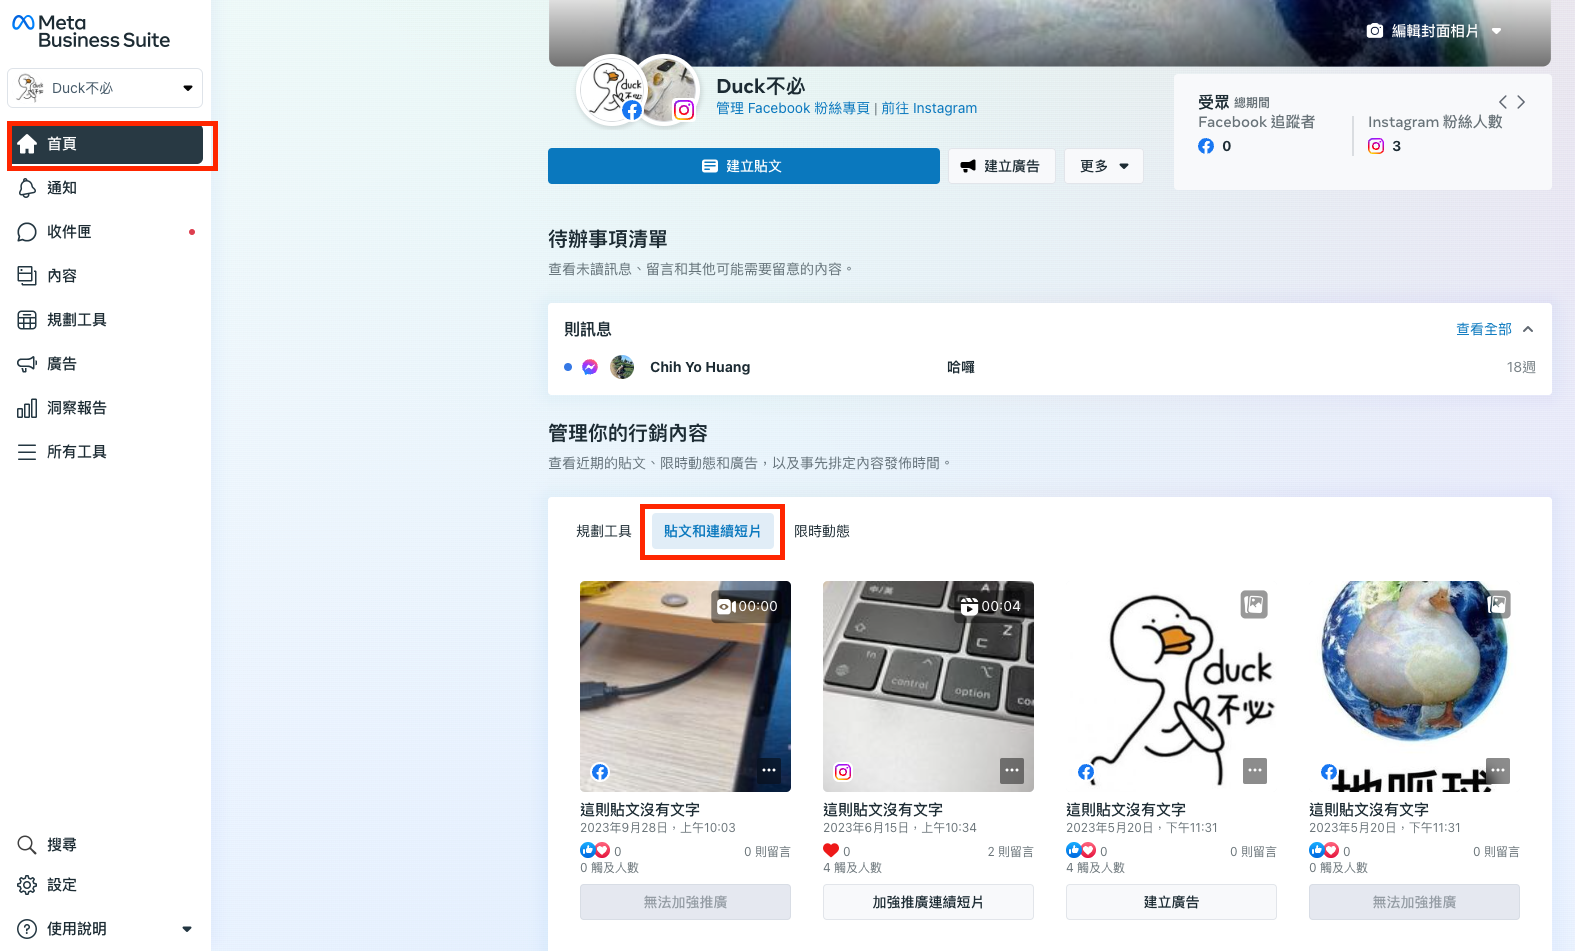 Meta
Business Suite
Duck不必
首頁
通知
收件匣
內容
規劃工具
廣告
洞察報告
所有工具
搜尋
設定
使用說明
編輯封面相片
duck
不必
Duck不必
管理 Facebook 粉絲專頁 | 前往 Instagram
建立貼文
建立廣告
更多
受眾 總期間
Facebook 追蹤者
0
Instagram 粉絲人數
3
待辦事項清單
查看未讀訊息、留言和其他可能需要留意的內容。
則訊息
查看全部
Chih Yo Huang
哈囉
18週
管理你的行銷內容
查看近期的貼文、限時動態和廣告，以及事先排定內容發佈時間。
規劃工具
貼文和連續短片
限時動態
00:00
這則貼文沒有文字
2023年9月28日，上午10:03
0
0 則留言
0 觸及人數
無法加強推廣
00:04
中/英
A
Z
ㄈ
fn
control
option
這則貼文沒有文字
2023年6月15日，上午10:34
0
2 則留言
4 觸及人數
加強推廣連續短片
duck
不必
這則貼文沒有文字
2023年5月20日，下午11:31
0
0 則留言
4 觸及人數
建立廣告
地呱球
這則貼文沒有文字
2023年5月20日，下午11:31
0
0 則留言
0 觸及人數
無法加強推廣